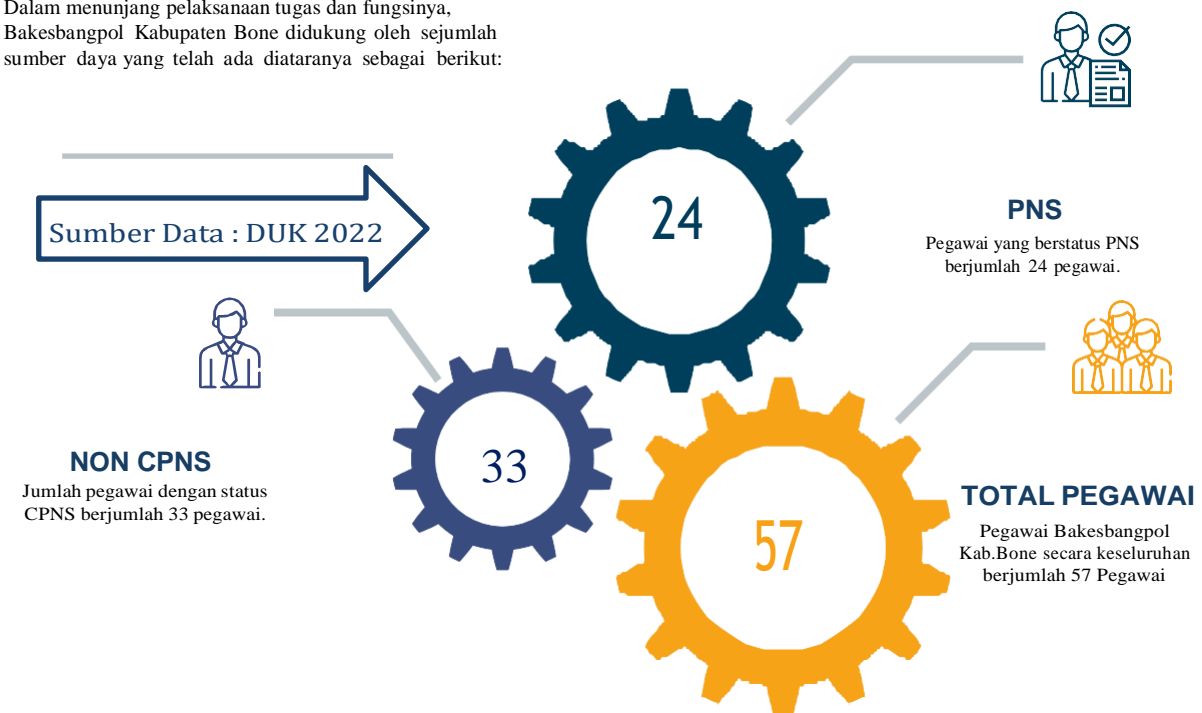 Dalam menunjang pelaksanaan tugas dan fungsinya,
Bakesbangpol Kabupaten Bone didukung oleh sejumlah
sumber daya yang telah ada diataranya sebagai berikut:
Sumber Data : DUK 2022
24
PNS
Pegawai yang berstatus PNS
berjumlah 24 pegawai.
33
NON CPNS
Jumlah pegawai dengan status
CPNS berjumlah 33 pegawai.
57
TOTAL PEGAWAI
Pegawai Bakesbangpol
Kab.Bone secara keseluruhan
berjumlah 57 Pegawai